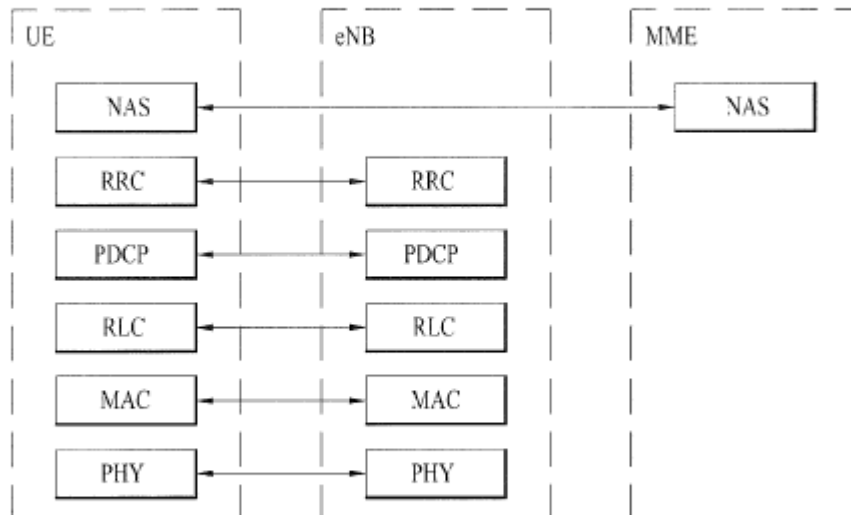 UE eNB MME
NAS NAS
RRC RRC
PDCP PDCP
RLC RLC
MAC MAC
PHY PHY